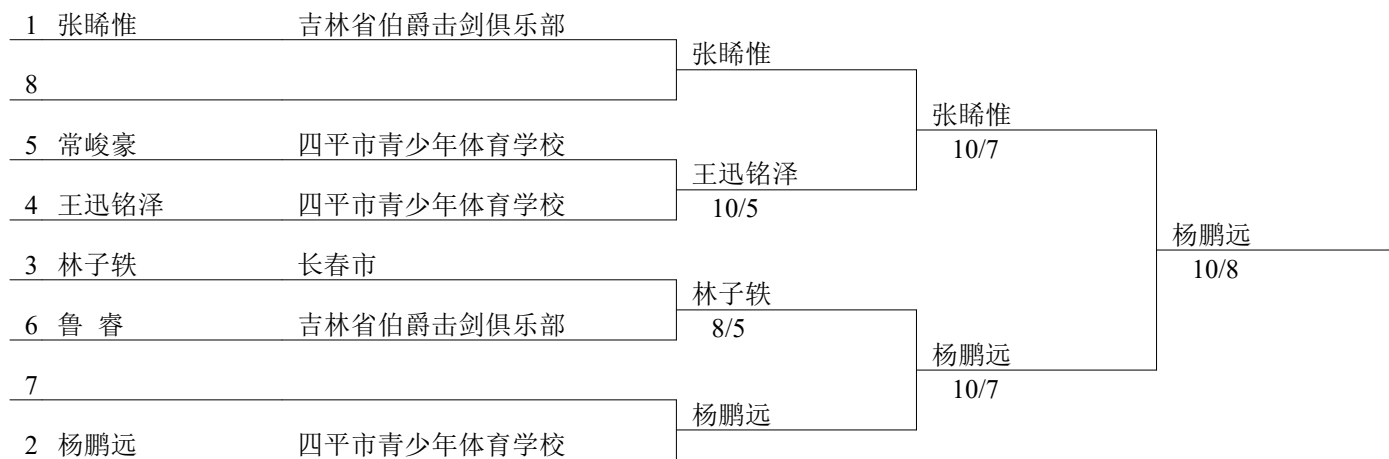 1 张晞惟 吉林省伯爵击剑俱乐部
张晞惟
8
张晞惟
10/7
5 常峻豪 四平市青少年体育学校
王迅铭泽
10/5
4 王迅铭泽 四平市青少年体育学校
杨鹏远
10/8
3 林子轶 长春市
林子轶
8/5
6 鲁 睿 吉林省伯爵击剑俱乐部
杨鹏远
10/7
7
杨鹏远
2 杨鹏远 四平市青少年体育学校